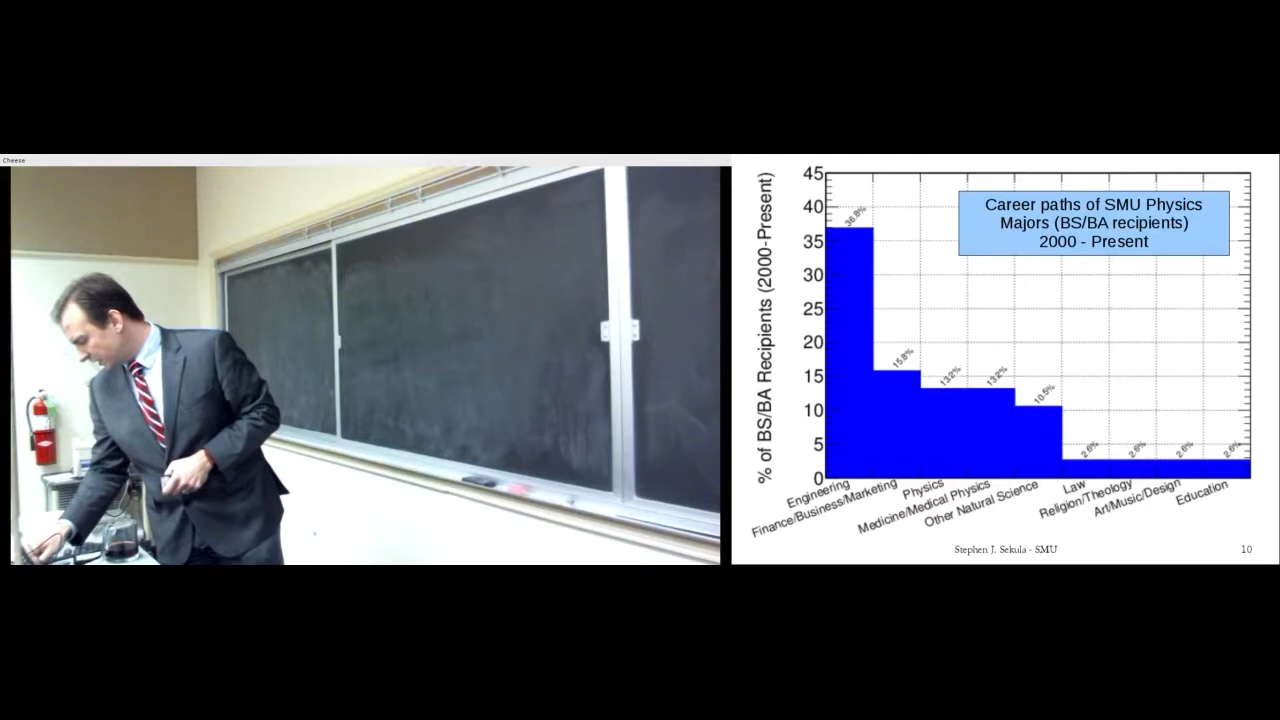 Cheese
45
40
35
30
25
20
15
10
5
0
% of BS/BA Recipients (2000-Present)
Career paths of SMU Physics
Majors (BS/BA recipients)
2000 - Present
36.8%
15.8%
13.2%
13.2%
10.5%
2.6%
2.6%
2.6%
2.6%
Engineering
Finance/Business/Marketing
Physics
Medicine/Medical Physics
Other Natural Science
Law
Religion/Theology
Art/Music/Design
Education
Stephen J. Sekula - SMU
10